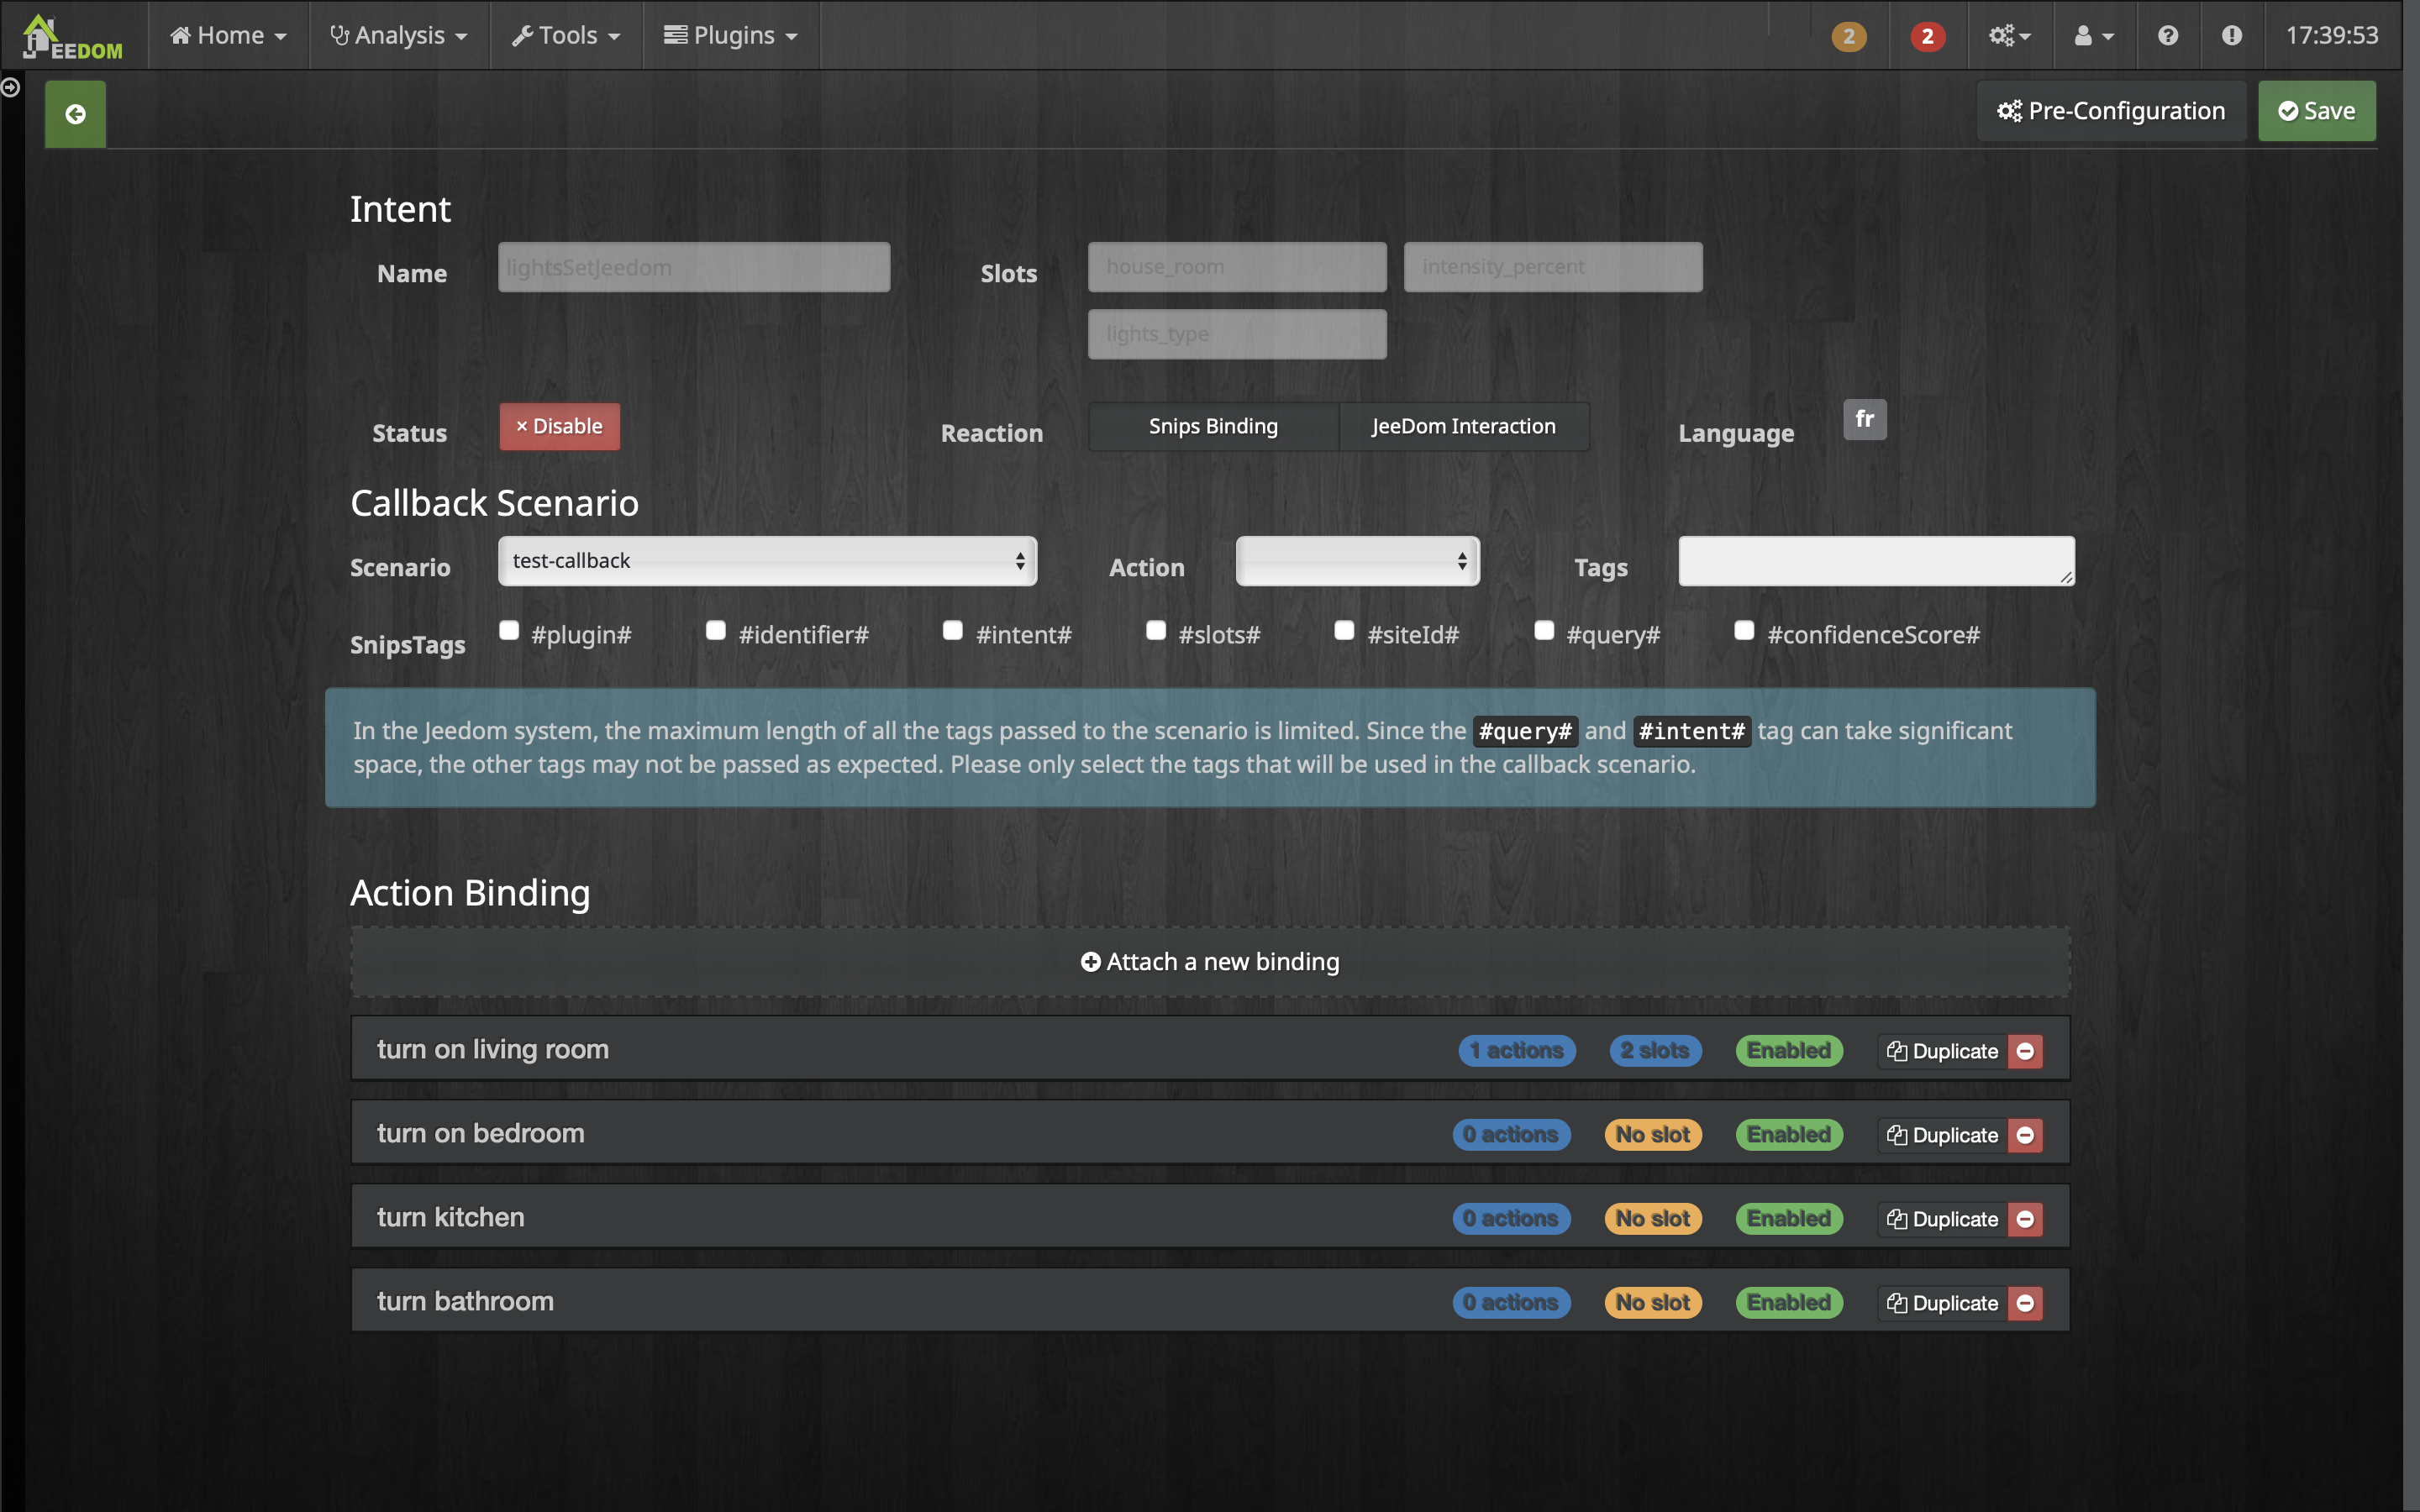 JEEDOM Home Analysis Tools Plugins 2 2 17:39:53
Pre-Configuration Save
Intent
Name lightsSetJeedom Slots house_room intensity_percent
lights_type
Status × Disable Reaction Snips Binding JeeDom Interaction Language fr
Callback Scenario
Scenario test-callback Action Tags
SnipsTags #plugin# #identifier# #intent# #slots# #siteId# #query# #confidenceScore#
In the Jeedom system, the maximum length of all the tags passed to the scenario is limited. Since the #query# and #intent# tag can take significant
space, the other tags may not be passed as expected. Please only select the tags that will be used in the callback scenario.
Action Binding
Attach a new binding
turn on living room 1 actions 2 slots Enabled Duplicate
turn on bedroom 0 actions No slot Enabled Duplicate
turn kitchen 0 actions No slot Enabled Duplicate
turn bathroom 0 actions No slot Enabled Duplicate